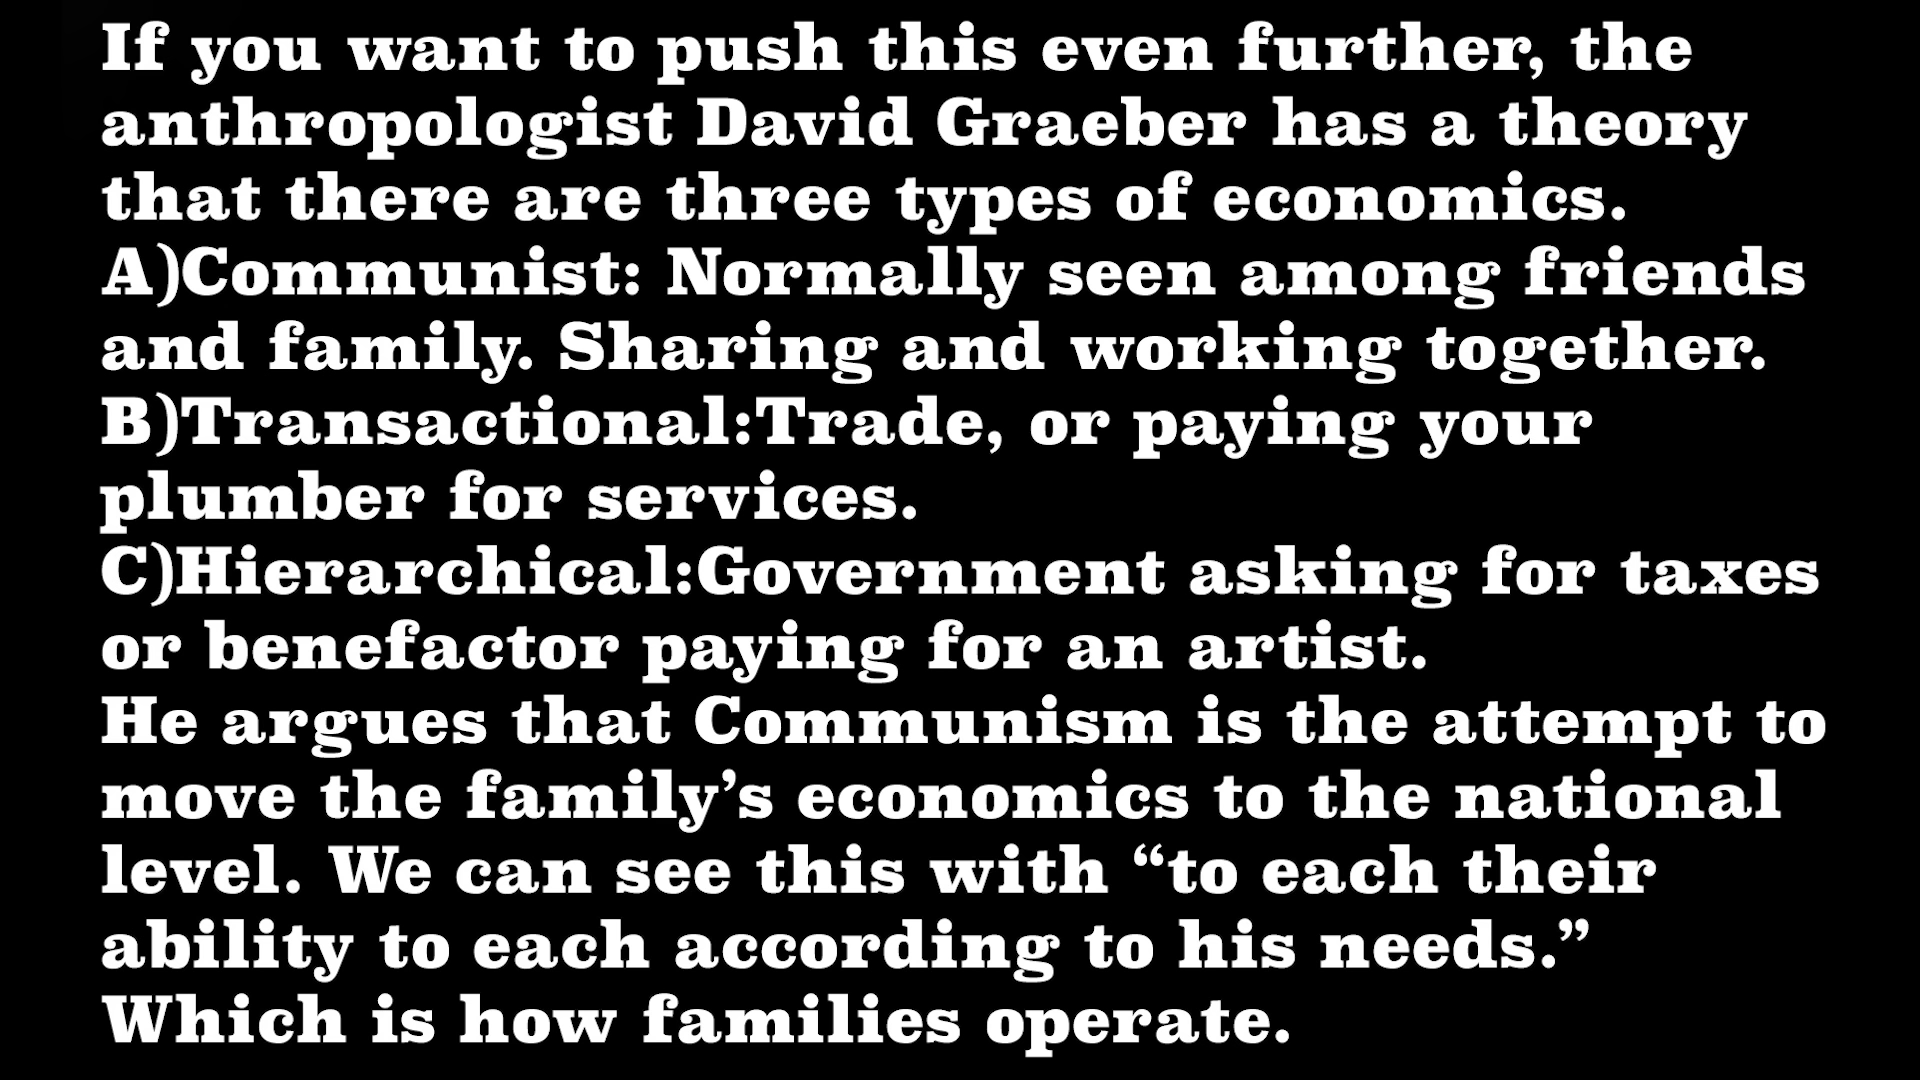 If you want to push this even further, the
anthropologist David Graeber has a theory
that there are three types of economics.
A)Communist: Normally seen among friends
and family. Sharing and working together.
B)Transactional:Trade, or paying your
plumber for services.
C)Hierarchical:Government asking for taxes
or benefactor paying for an artist.
He argues that Communism is the attempt to
move the family’s economics to the national
level. We can see this with “to each their
ability to each according to his needs.”
Which is how families operate.